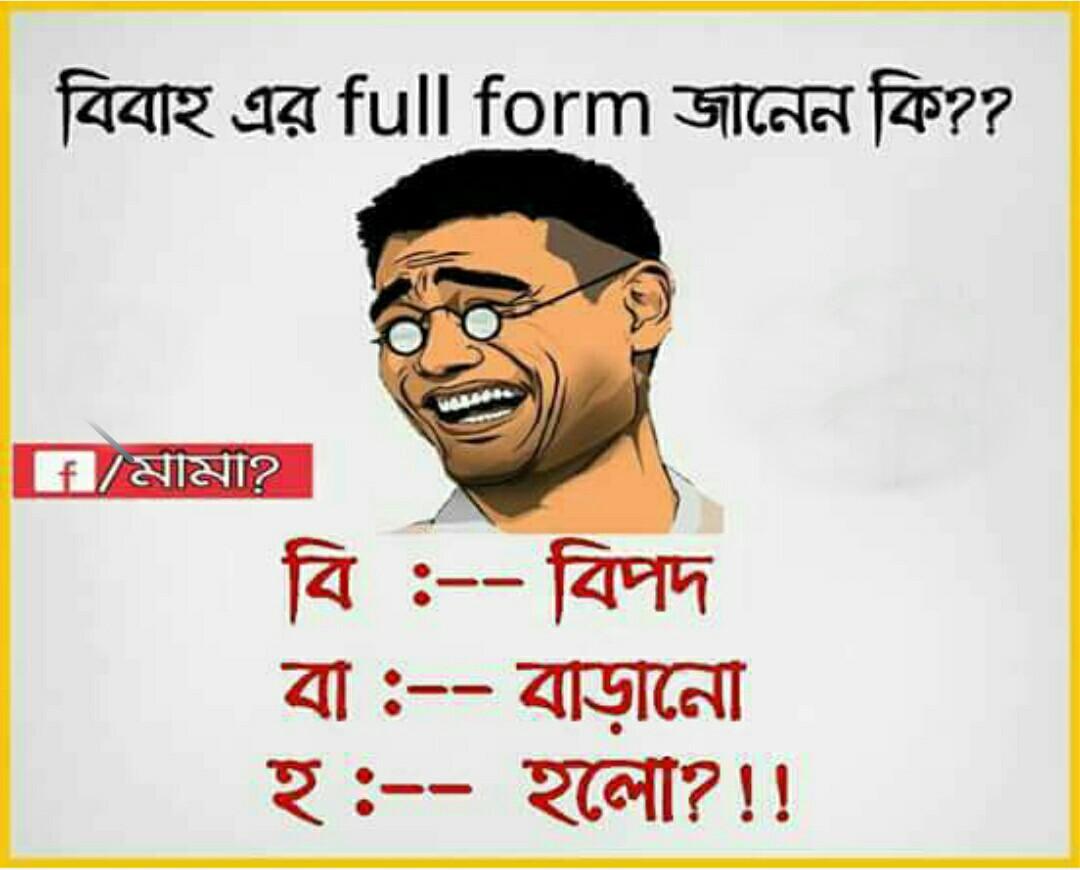 বিবাহ এর full form জানেন কি??
f/মামা?
বি :-- বিপদ
বা :-- বাড়ানো
হ :-- হলো?!!